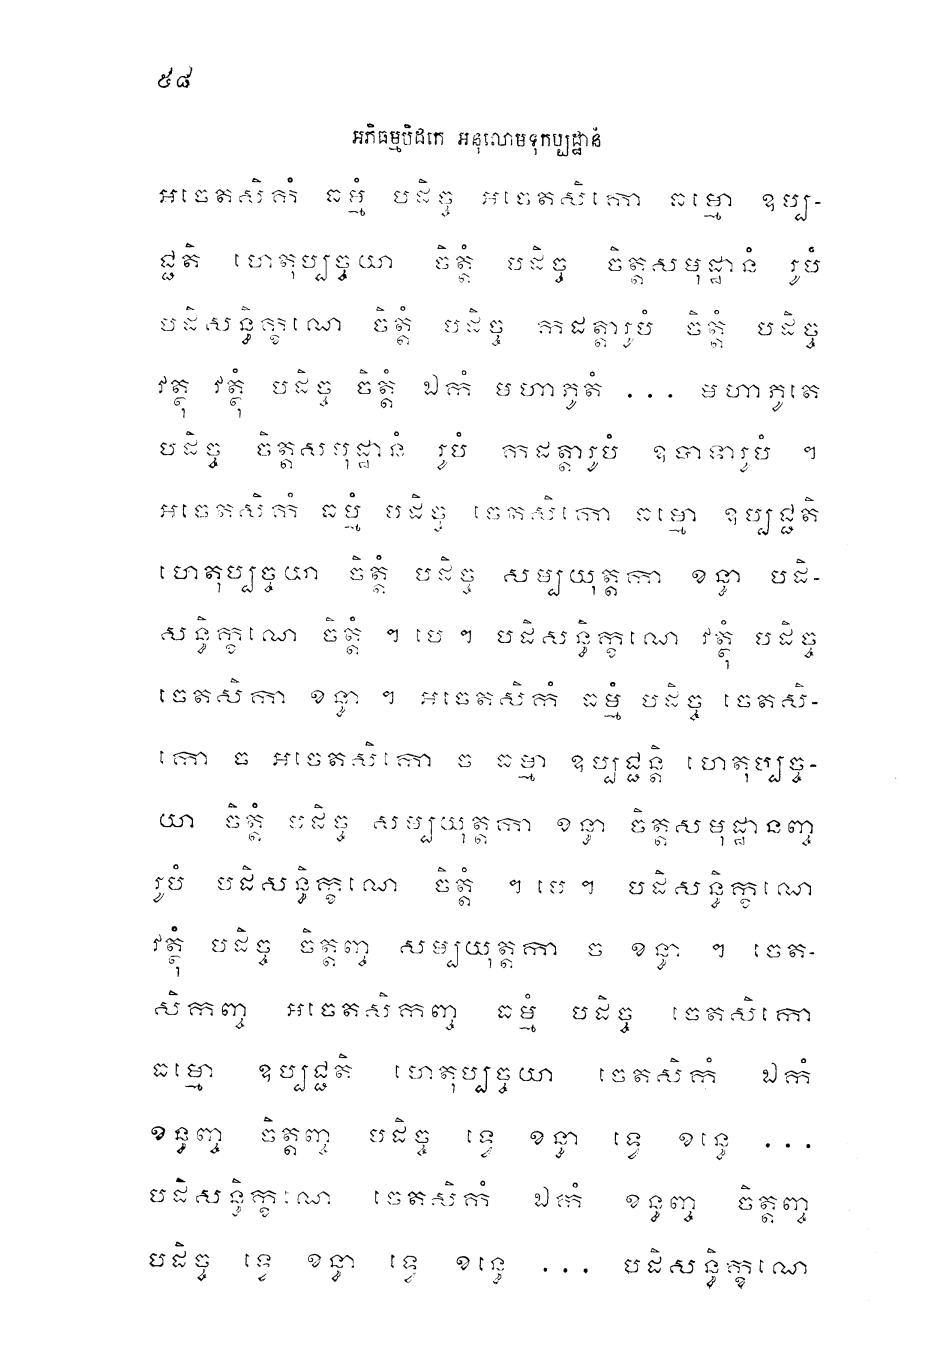 ៥៨
អភិធម្មបិដកេ អនុលោមទុកប្បដ្ឋានំ
អចេតសិកំ ធម្មំ បដិច្ច អចេតសិកោ ធម្មោ ឧប្ប-
ជ្ជតិ ហេតុប្បច្ចយា ចិត្តំ បដិច្ច ចិត្តសមុដ្ឋានំ រូបំ
បដិសន្ធិក្ខណេ ចិត្តំ បដិច្ច កដត្តារូបំ ចិត្តំ បដិច្ច
វត្ថុ វត្ថុំ បដិច្ច ចិត្តំ ឯកំ មហាភូតំ ... មហាភូតេ
បដិច្ច ចិត្តសមុដ្ឋានំ រូបំ កដត្តារូបំ ឧបាទារូបំ ។
អចេតសិកំ ធម្មំ បដិច្ច ចេតសិកោ ធម្មោ ឧប្បជ្ជតិ
ហេតុប្បច្ចយា ចិត្តំ បដិច្ច សម្បយុត្តកា ខន្ធា បដិ-
សន្ធិក្ខណេ ចិត្តំ ។ បេ ។ បដិសន្ធិក្ខណេ វត្ថុំ បដិច្ច
ចេតសិកា ខន្ធា ។ អចេតសិកំ ធម្មំ បដិច្ច ចេតសិ-
កោ ច អចេតសិកោ ច ធម្មា ឧប្បជ្ជន្តិ ហេតុប្បច្ច-
យា ចិត្តំ បដិច្ច សម្បយុត្តកា ខន្ធា ចិត្តសមុដ្ឋានញ្ច
រូបំ បដិសន្ធិក្ខណេ ចិត្តំ ។ បេ ។ បដិសន្ធិក្ខណេ
វត្ថុំ បដិច្ច ចិត្តញ្ច សម្បយុត្តកា ច ខន្ធា ។ ចេត-
សិកញ្ច អចេតសិកញ្ច ធម្មំ បដិច្ច ចេតសិកោ
ធម្មោ ឧប្បជ្ជតិ ហេតុប្បច្ចយា ចេតសិកំ ឯកំ
ខន្ធញ្ច ចិត្តញ្ច បដិច្ច ទ្វេ ខន្ធា ទ្វេ ខន្ធេ ...
បដិសន្ធិក្ខណេ ចេតសិកំ ឯកំ ខន្ធញ្ច ចិត្តញ្ច
បដិច្ច ទ្វេ ខន្ធា ទ្វេ ខន្ធេ ... បដិសន្ធិក្ខណេ